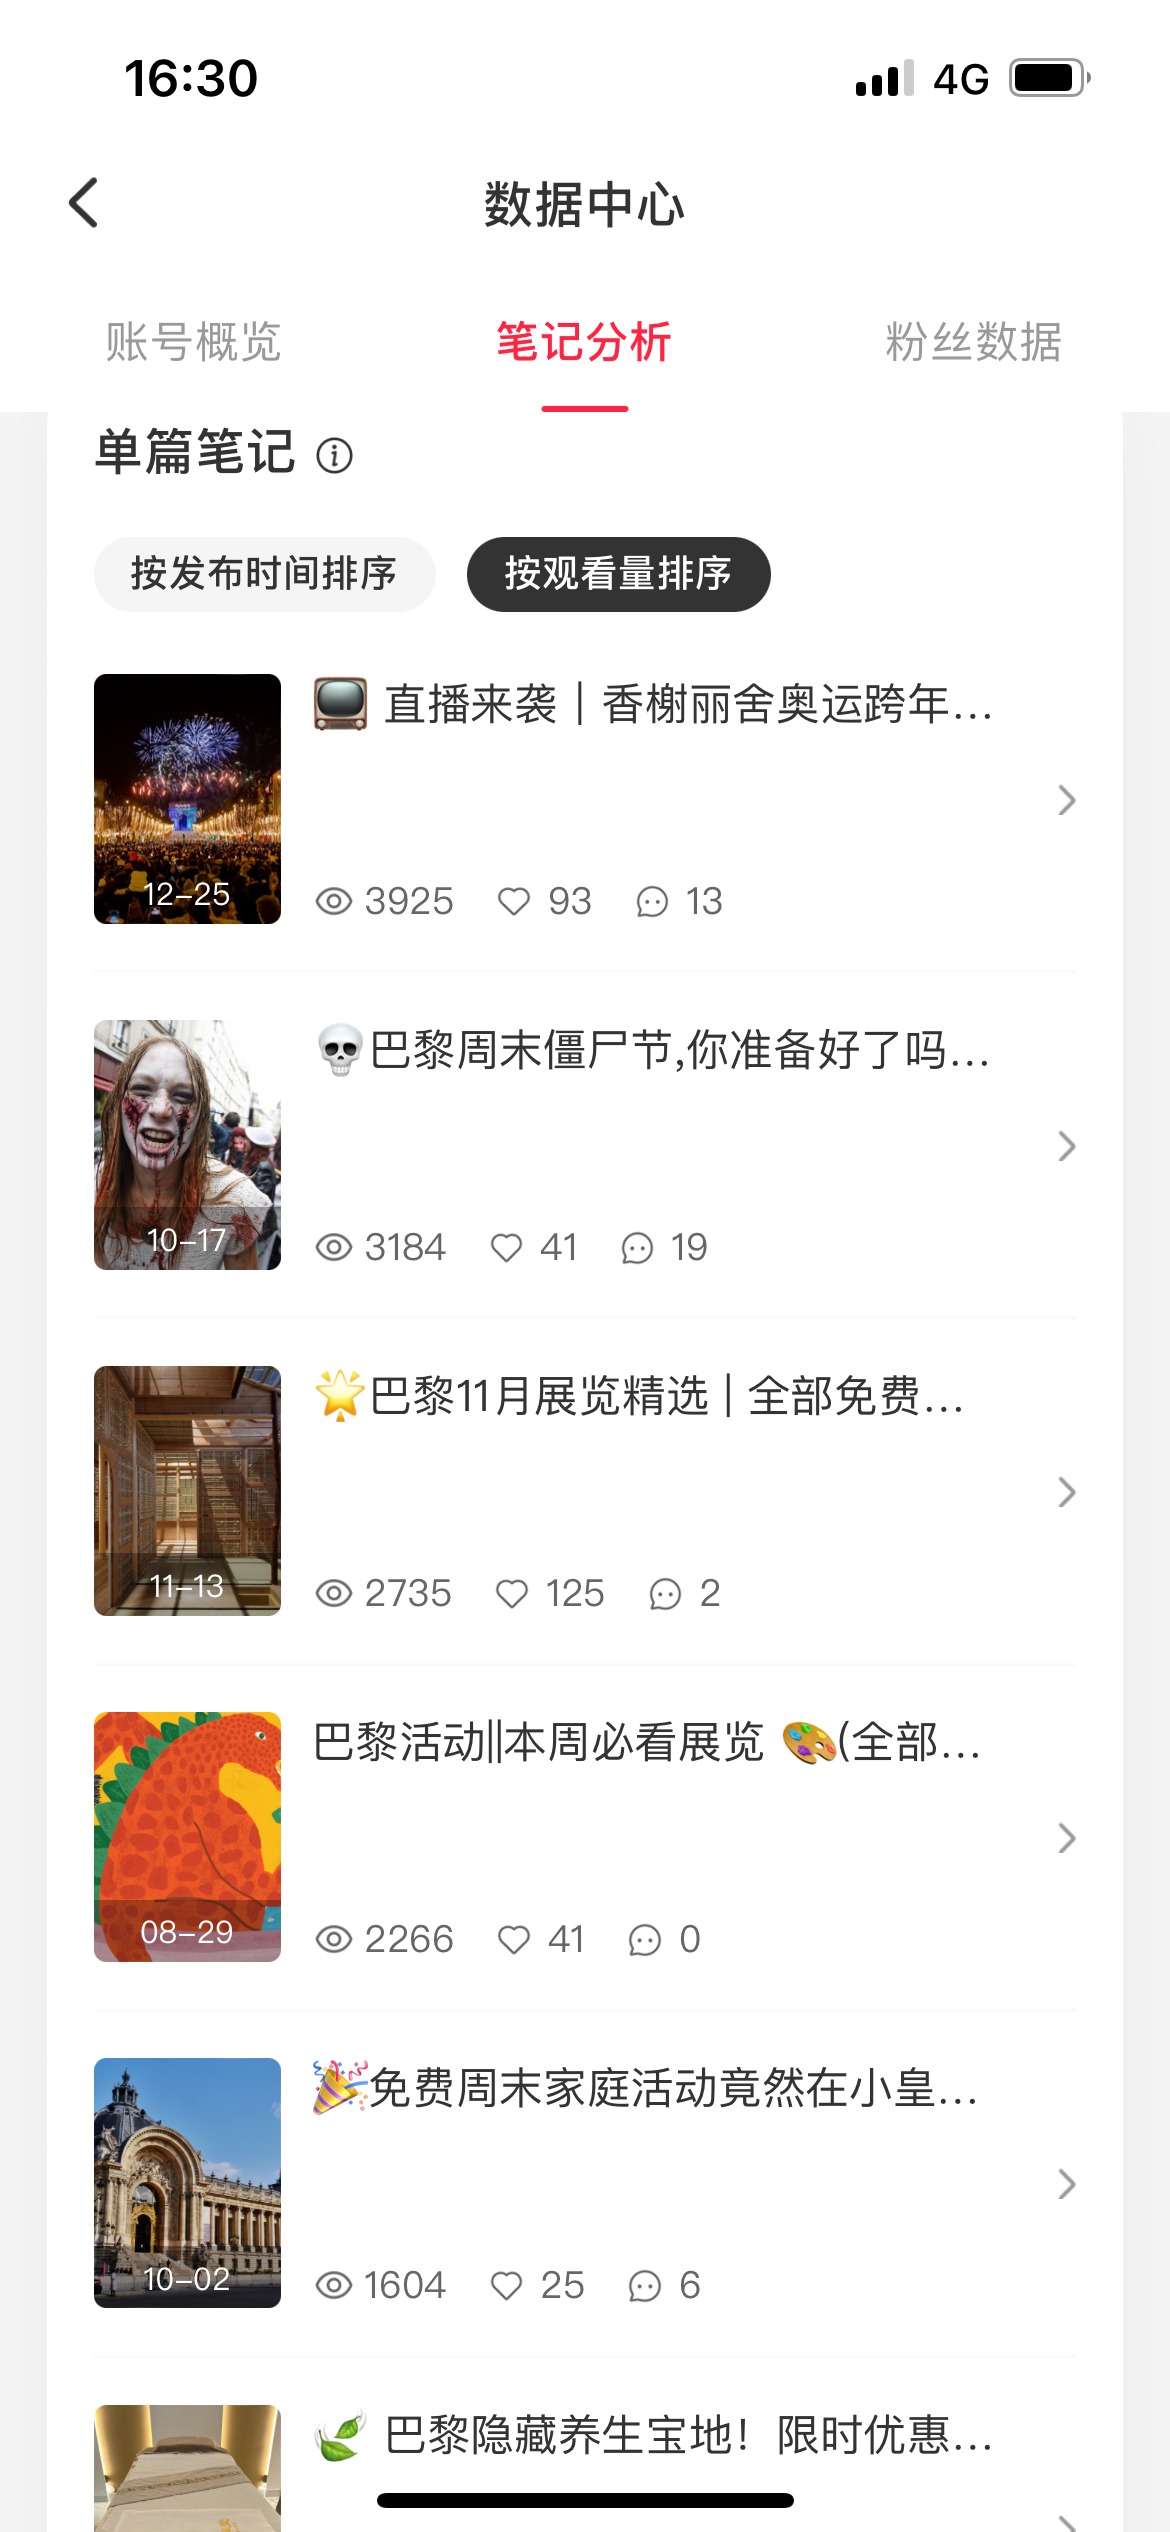 16:30
4G
数据中心
账号概览
笔记分析
粉丝数据
单篇笔记
按发布时间排序
按观看量排序
📺 直播来袭｜香榭丽舍奥运跨年...
12-25
3925
93
13
💀巴黎周末僵尸节,你准备好了吗...
10-17
3184
41
19
🌟巴黎11月展览精选 | 全部免费...
11-13
2735
125
2
巴黎活动||本周必看展览 🎨(全部...
08-29
2266
41
0
🎉免费周末家庭活动竟然在小皇...
10-02
1604
25
6
🍃 巴黎隐藏养生宝地！限时优惠...